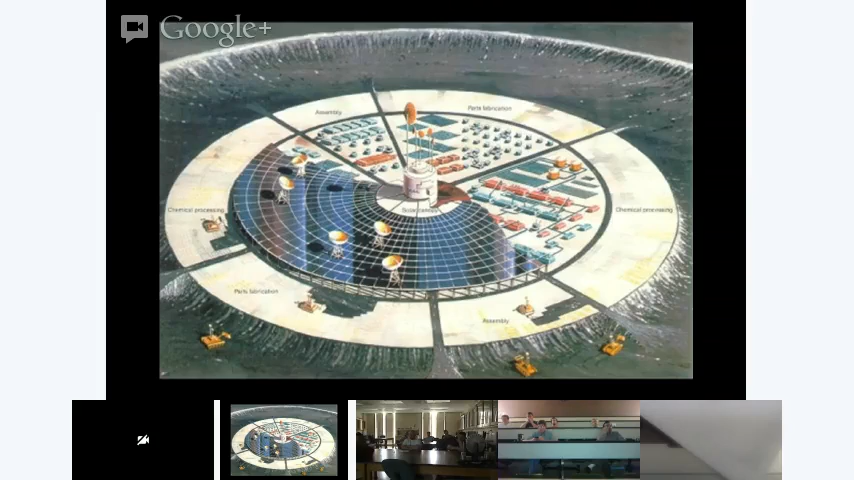 Google+
Assembly
Parts fabrication
Chemical processing
Chemical processing
Parts fabrication
Assembly